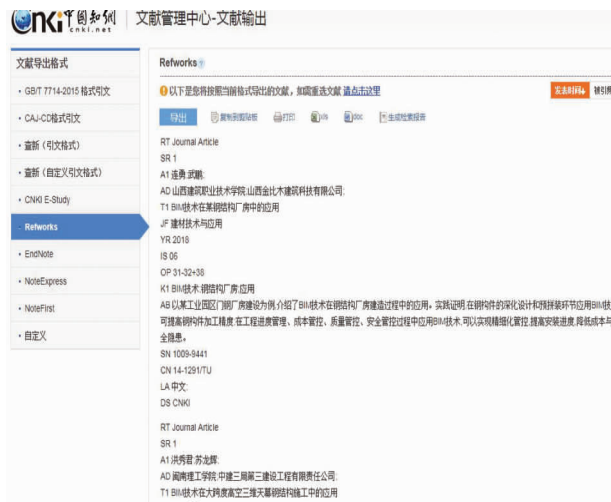 CNKI 中国知网 文献管理中心-文献输出
cnki.net
文献导出格式
· GB/T 7714-2015 格式引文
· CAJ-CD格式引文
· 查新（引文格式）
· 查新（自定义引文格式）
· CNKI E-Study
Refworks
· EndNote
· NoteExpress
· NoteFirst
· 自定义
Refworks
以下是您将按照当前格式导出的文献，如需重选文献 请点击这里
发表时间 被引频
导出 复制到剪贴板 打印 xls doc 生成检索报告
RT Journal Article
SR 1
A1 连勇;武鹏;
AD 山西建筑职业技术学院;山西金比木建筑科技有限公司;
T1 BIM技术在某钢结构厂房中的应用
JF 建材技术与应用
YR 2018
IS 06
OP 31-32+38
K1 BIM技术;钢结构厂房;应用
AB 以某工业园区门钢厂房建设为例,介绍了BIM技术在钢结构厂房建造过程中的应用。实践证明,在钢构件的深化设计和预拼装环节应用BIM技
可提高钢构件加工精度;在工程进度管理、成本管控、质量管控、安全管控过程中应用BIM技术,可以实现精细化管控,提高安装进度,降低成本与
全隐患。
SN 1009-9441
CN 14-1291/TU
LA 中文;
DS CNKI
RT Journal Article
SR 1
A1 洪秀君;苏龙辉;
AD 闽南理工学院;中建三局第三建设工程有限责任公司;
T1 BIM技术在大跨度高空三维天幕钢结构施工中的应用